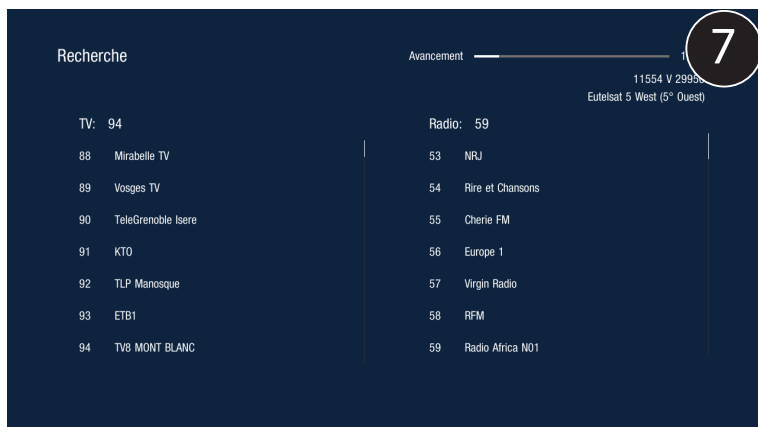 Recherche
Avancement
7
11554 V
Eutelsat 5 West (5° Ouest)
TV: 94
88 Mirabelle TV
89 Vosges TV
90 TeleGrenoble Isere
91 KTO
92 TLP Manosque
93 ETB1
94 TV8 MONT BLANC
Radio: 59
53 NRJ
54 Rire et Chansons
55 Cherie FM
56 Europe 1
57 Virgin Radio
58 RFM
59 Radio Africa N01